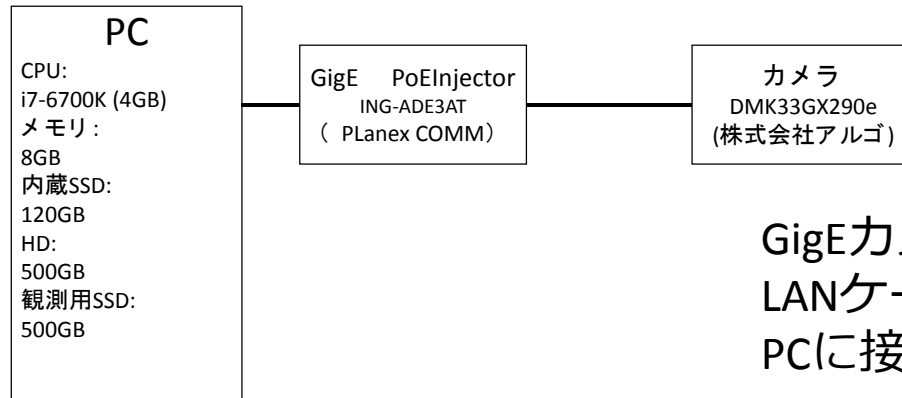 PC
CPU:
i7-6700K (4GB)
メモリ:
8GB
内蔵SSD:
120GB
HD:
500GB
観測用SSD:
500GB
GigE PoEInjector
ING-ADE3AT
( PLanex COMM)
カメラ
DMK33GX290e
(株式会社アルゴ)
GigEカ
LANケー
PCに接